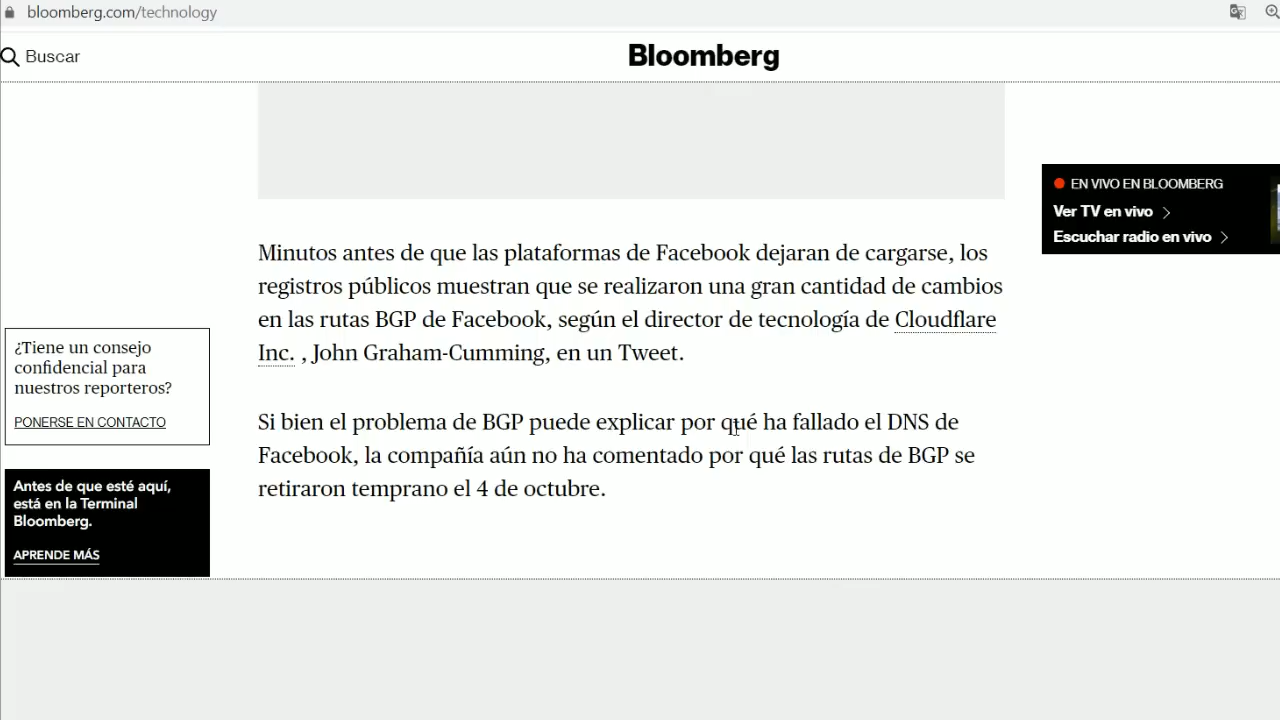 bloomberg.com/technology
Buscar
Bloomberg
EN VIVO EN BLOOMBERG
Ver TV en vivo
Escuchar radio en vivo
Minutos antes de que las plataformas de Facebook dejaran de cargarse, los
registros públicos muestran que se realizaron una gran cantidad de cambios
en las rutas BGP de Facebook, según el director de tecnología de Cloudflare
Inc. , John Graham-Cumming, en un Tweet.
Si bien el problema de BGP puede explicar por qué ha fallado el DNS de
Facebook, la compañía aún no ha comentado por qué las rutas de BGP se
retiraron temprano el 4 de octubre.
¿Tiene un consejo
confidencial para
nuestros reporteros?
PONERSE EN CONTACTO
Antes de que esté aquí,
está en la Terminal
Bloomberg.
APRENDE MÁS